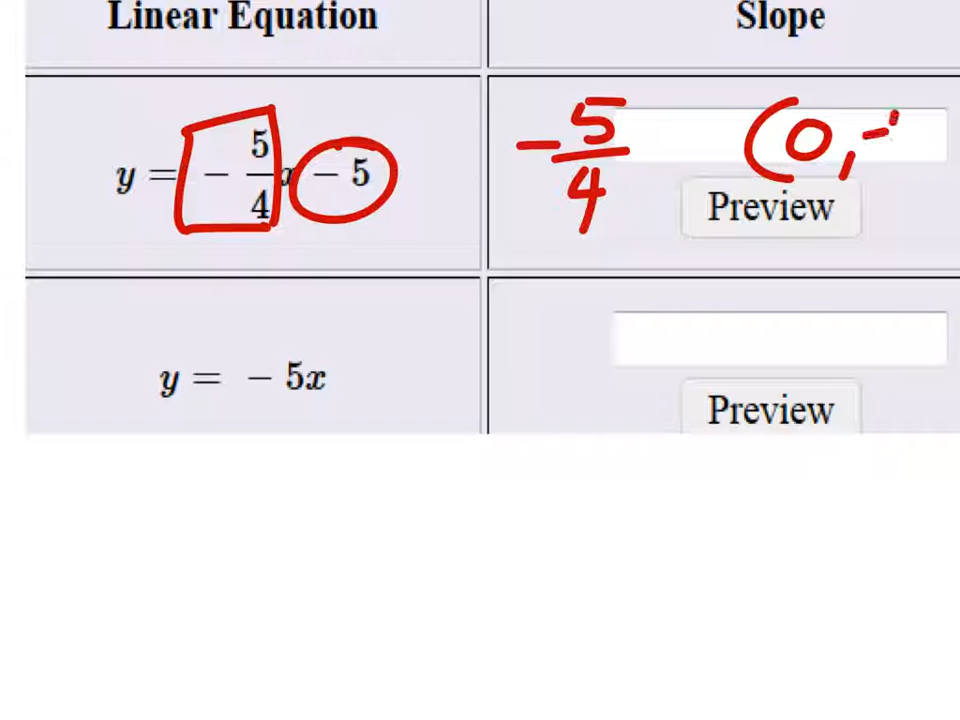 Linear Equation Slope
y = - 5/4 x - 5 - 5/4 (0, -
Preview
y = - 5x
Preview